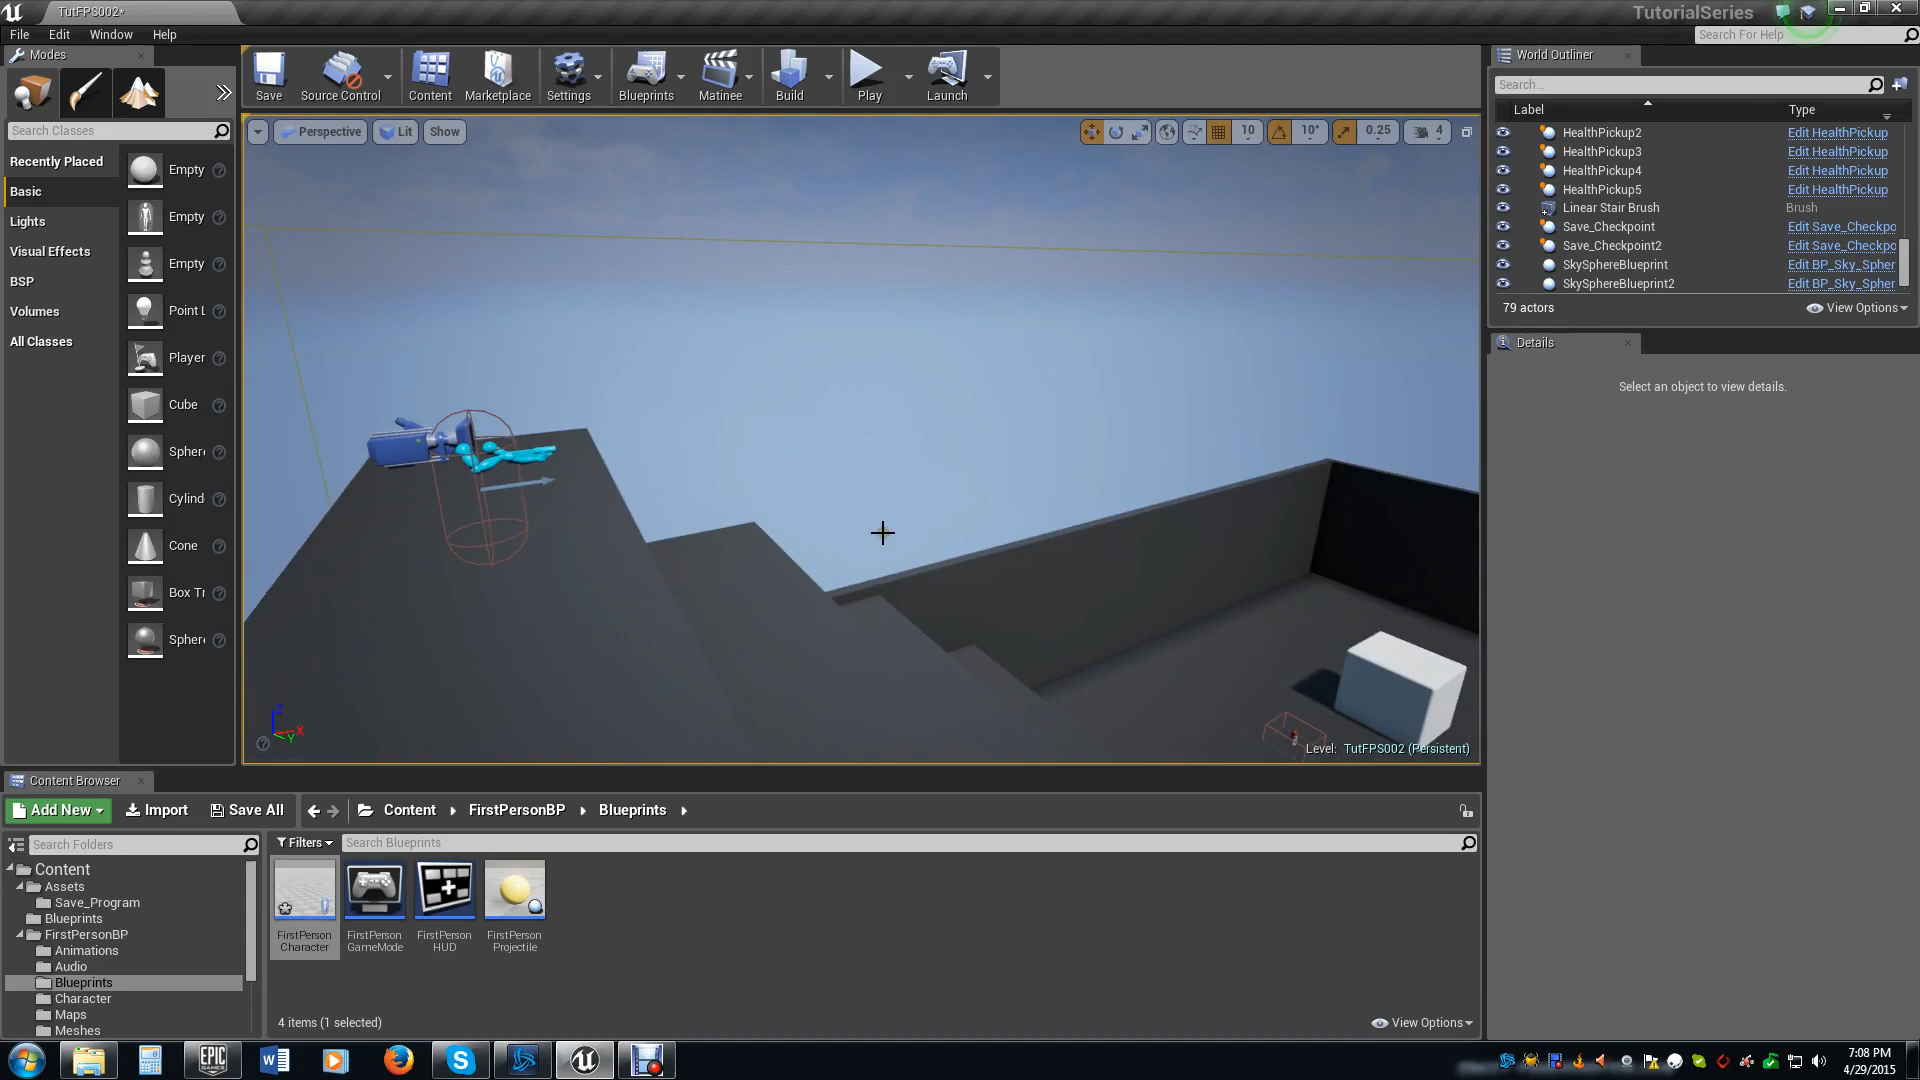 TutFPS002*
TutorialSeries
File Edit Window Help
Search For Help
Modes
Save Source Control Content Marketplace Settings Blueprints Matinee Build Play Launch
Search Classes
Recently Placed
Basic
Lights
Visual Effects
BSP
Volumes
All Classes
Empty
Empty
Empty
Point L
Player
Cube
Sphere
Cylind
Cone
Box Tr
Sphere
Perspective Lit Show
10 10° 0.25 4
Level: TutFPS002 (Persistent)
Z
X
Y
World Outliner
Search...
Label Type
HealthPickup2 Edit HealthPickup
HealthPickup3 Edit HealthPickup
HealthPickup4 Edit HealthPickup
HealthPickup5 Edit HealthPickup
Linear Stair Brush Brush
Save_Checkpoint Edit Save_Checkpo
Save_Checkpoint2 Edit Save_Checkpo
SkySphereBlueprint Edit BP_Sky_Spher
SkySphereBlueprint2 Edit BP_Sky_Spher
79 actors View Options
Details
Select an object to view details.
Content Browser
Add New Import Save All Content FirstPersonBP Blueprints
Search Folders
Content
Assets
Save_Program
Blueprints
FirstPersonBP
Animations
Audio
Blueprints
Character
Maps
Meshes
Filters Search Blueprints
FirstPerson Character
FirstPerson GameMode
FirstPerson HUD
FirstPerson Projectile
4 items (1 selected) View Options
EPIC GAMES
7:08 PM
4/29/2015